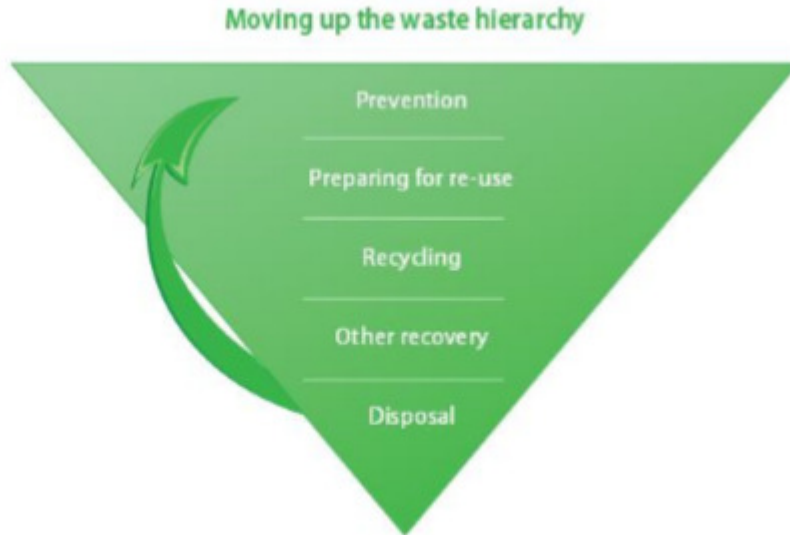 Moving up the waste hierarchy
Prevention
Preparing for re-use
Recycling
Other recovery
Disposal